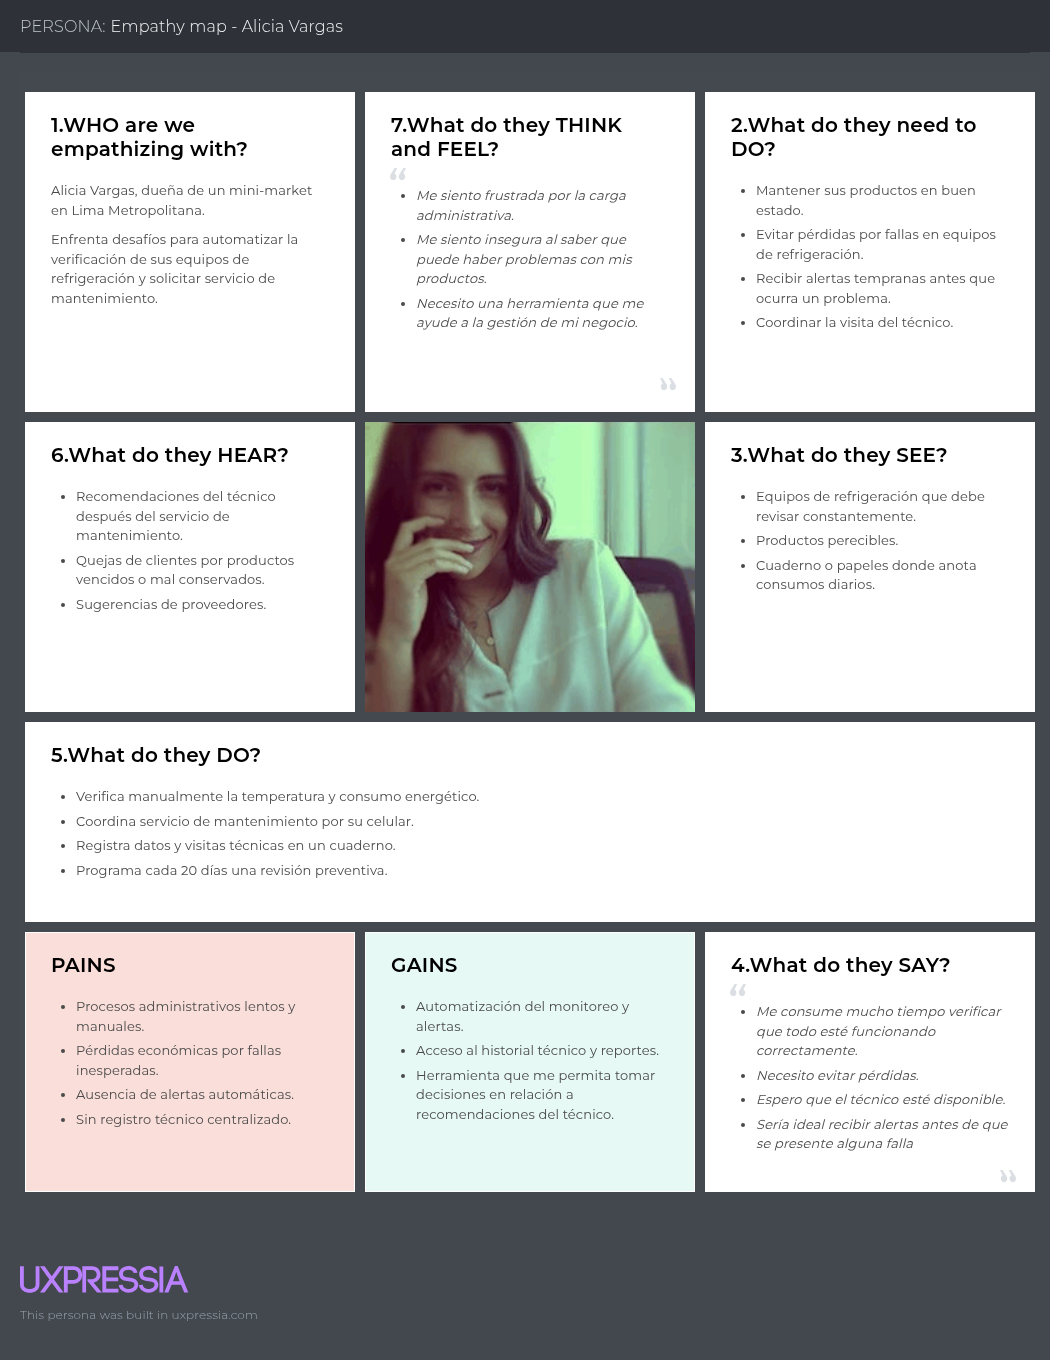 PERSONA: Empathy map - Alicia Vargas
1.WHO are we
empathizing with?
Alicia Vargas, dueña de un mini-market
en Lima Metropolitana.
Enfrenta desafíos para automatizar la
verificación de sus equipos de
refrigeración y solicitar servicio de
mantenimiento.
7.What do they THINK
and FEEL?
“
• Me siento frustrada por la carga
administrativa.
• Me siento insegura al saber que
puede haber problemas con mis
productos.
• Necesito una herramienta que me
ayude a la gestión de mi negocio.
”
2.What do they need to
DO?
• Mantener sus productos en buen
estado.
• Evitar pérdidas por fallas en equipos
de refrigeración.
• Recibir alertas tempranas antes que
ocurra un problema.
• Coordinar la visita del técnico.
6.What do they HEAR?
• Recomendaciones del técnico
después del servicio de
mantenimiento.
• Quejas de clientes por productos
vencidos o mal conservados.
• Sugerencias de proveedores.
3.What do they SEE?
• Equipos de refrigeración que debe
revisar constantemente.
• Productos perecibles.
• Cuaderno o papeles donde anota
consumos diarios.
5.What do they DO?
• Verifica manualmente la temperatura y consumo energético.
• Coordina servicio de mantenimiento por su celular.
• Registra datos y visitas técnicas en un cuaderno.
• Programa cada 20 días una revisión preventiva.
PAINS
• Procesos administrativos lentos y
manuales.
• Pérdidas económicas por fallas
inesperadas.
• Ausencia de alertas automáticas.
• Sin registro técnico centralizado.
GAINS
• Automatización del monitoreo y
alertas.
• Acceso al historial técnico y reportes.
• Herramienta que me permita tomar
decisiones en relación a
recomendaciones del técnico.
4.What do they SAY?
“
• Me consume mucho tiempo verificar
que todo esté funcionando
correctamente.
• Necesito evitar pérdidas.
• Espero que el técnico esté disponible.
• Sería ideal recibir alertas antes de que
se presente alguna falla
”
UXPRESSIA
This persona was built in uxpressia.com